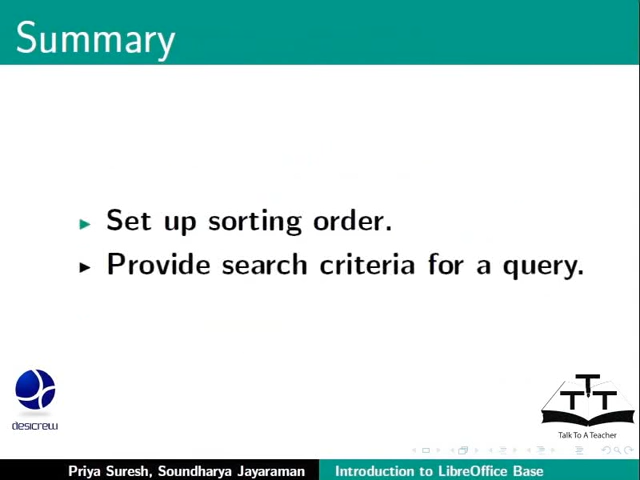 Summary
Set up sorting order.
Provide search criteria for a query.
desicrew
TTT
Talk To A Teacher
Priya Suresh, Soundharya Jayaraman
Introduction to LibreOffice Base